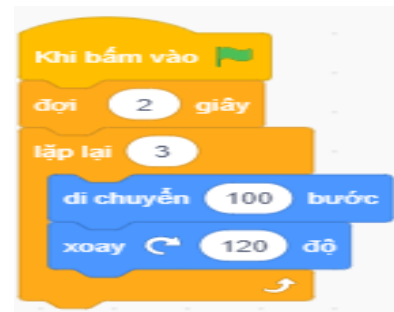 Khi bấm vào
đợi 2 giây
lặp lại 3
di chuyển 100 bước
xoay 120 độ